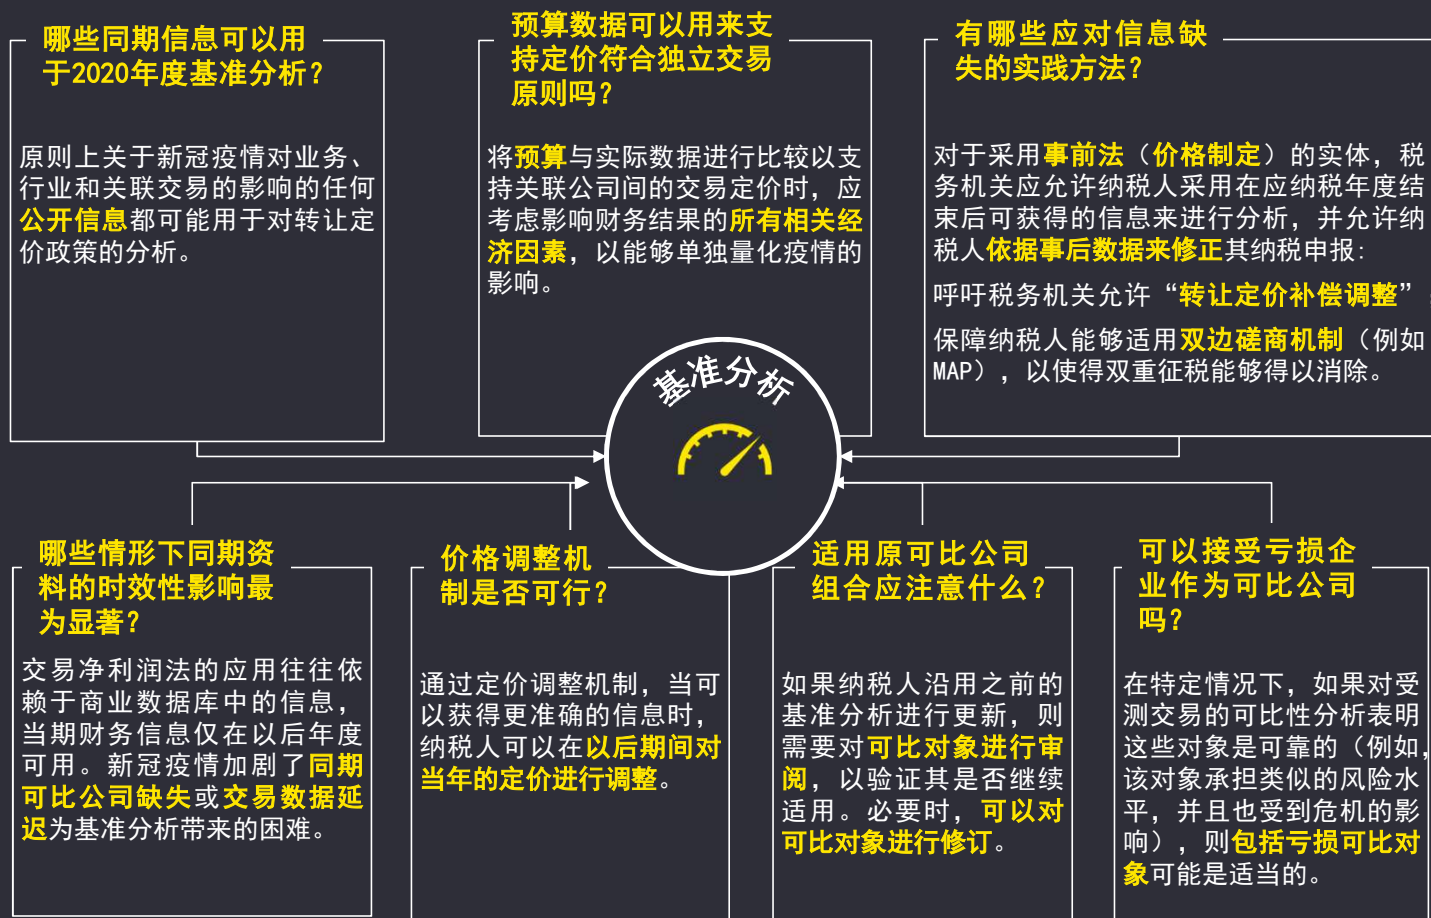 哪些同期信息可以用
于2020年度基准分析？
原则上关于新冠疫情对业务、
行业和关联交易的影响的任何
公开信息都可能用于对转让定
价政策的分析。
预算数据可以用来支
持定价符合独立交易
原则吗？
将预算与实际数据进行比较以支
持关联公司间的交易定价时，应
考虑影响财务结果的所有相关经
济因素，以能够单独量化疫情的
影响。
有哪些应对信息缺
失的实践方法？
对于采用事前法（价格制定）的实体，税
务机关应允许纳税人采用在应纳税年度结
束后可获得的信息来进行分析，并允许纳
税人依据事后数据来修正其纳税申报：
呼吁税务机关允许“转让定价补偿调整”
保障纳税人能够适用双边磋商机制（例如
MAP），以使得双重征税能够得以消除。
基准分析
哪些情形下同期资
料的时效性影响最
为显著？
交易净利润法的应用往往依
赖于商业数据库中的信息，
当期财务信息仅在以后年度
可用。新冠疫情加剧了同期
可比公司缺失或交易数据延
迟为基准分析带来的困难。
价格调整机
制是否可行？
通过定价调整机制，当可
以获得更准确的信息时，
纳税人可以在以后期间对
当年的定价进行调整。
适用原可比公司
组合应注意什么？
如果纳税人沿用之前的
基准分析进行更新，则
需要对可比对象进行审
阅，以验证其是否继续
适用。必要时，可以对
可比对象进行修订。
可以接受亏损企
业作为可比公司
吗？
在特定情况下，如果对受
测交易的可比性分析表明
这些对象是可靠的（例如，
该对象承担类似的风险水
平，并且也受到危机的影
响），则包括亏损可比对
象可能是适当的。